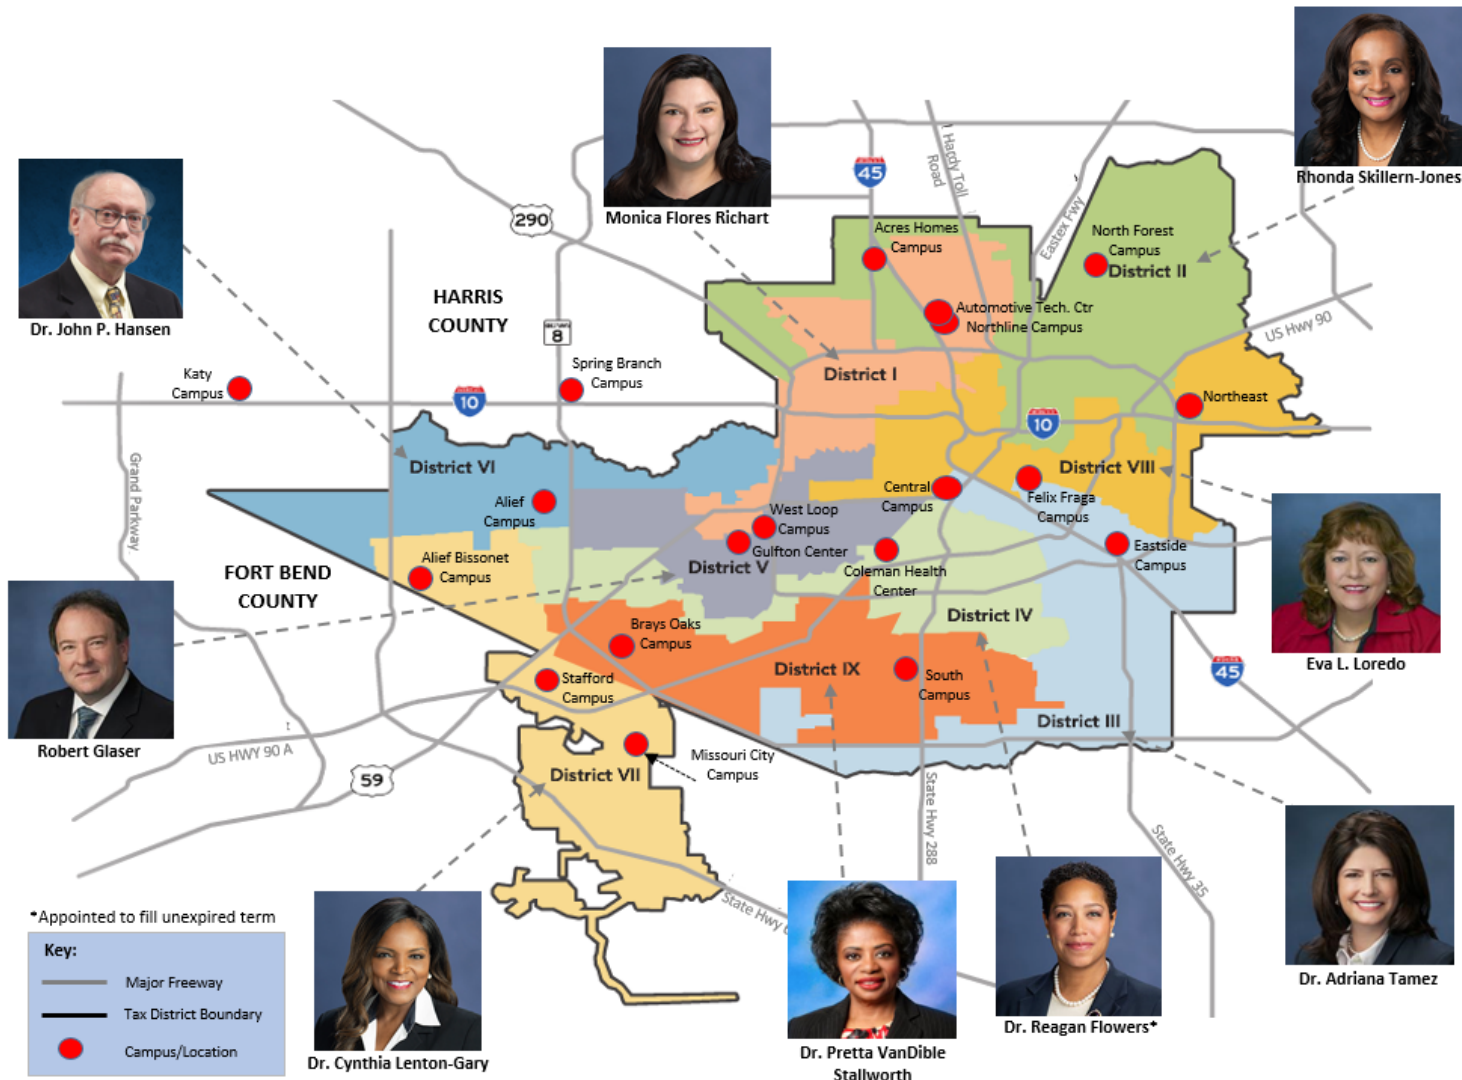 Monica Flores Richart
Rhonda Skillern-Jones
Dr. John P. Hansen
290
45
Hardy Toll
Road
Eastex Fwy
Acres Homes
Campus
North Forest
Campus
District II
HARRIS
COUNTY
8
Automotive Tech. Ctr
Northline Campus
US Hwy 90
Katy
Campus
Spring Branch
Campus
10
District I
Northeast
10
Grand Parkway
District VI
District VIII
Alief
Campus
Central
Campus
Felix Fraga
Campus
West Loop
Campus
Gulfton Center
Eastside
Campus
Alief Bissonet
Campus
District V
Coleman Health
Center
FORT BEND
COUNTY
Brays Oaks
Campus
District IV
Eva L. Loredo
Stafford
Campus
District IX
South
Campus
45
Robert Glaser
US HWY 90 A
59
District III
Missouri City
Campus
District VII
State Hwy 288
State Hwy 35
State Hwy 6
*Appointed to fill unexpired term
Key:
Major Freeway
Tax District Boundary
Campus/Location
Dr. Cynthia Lenton-Gary
Dr. Pretta VanDible
Stallworth
Dr. Reagan Flowers*
Dr. Adriana Tamez